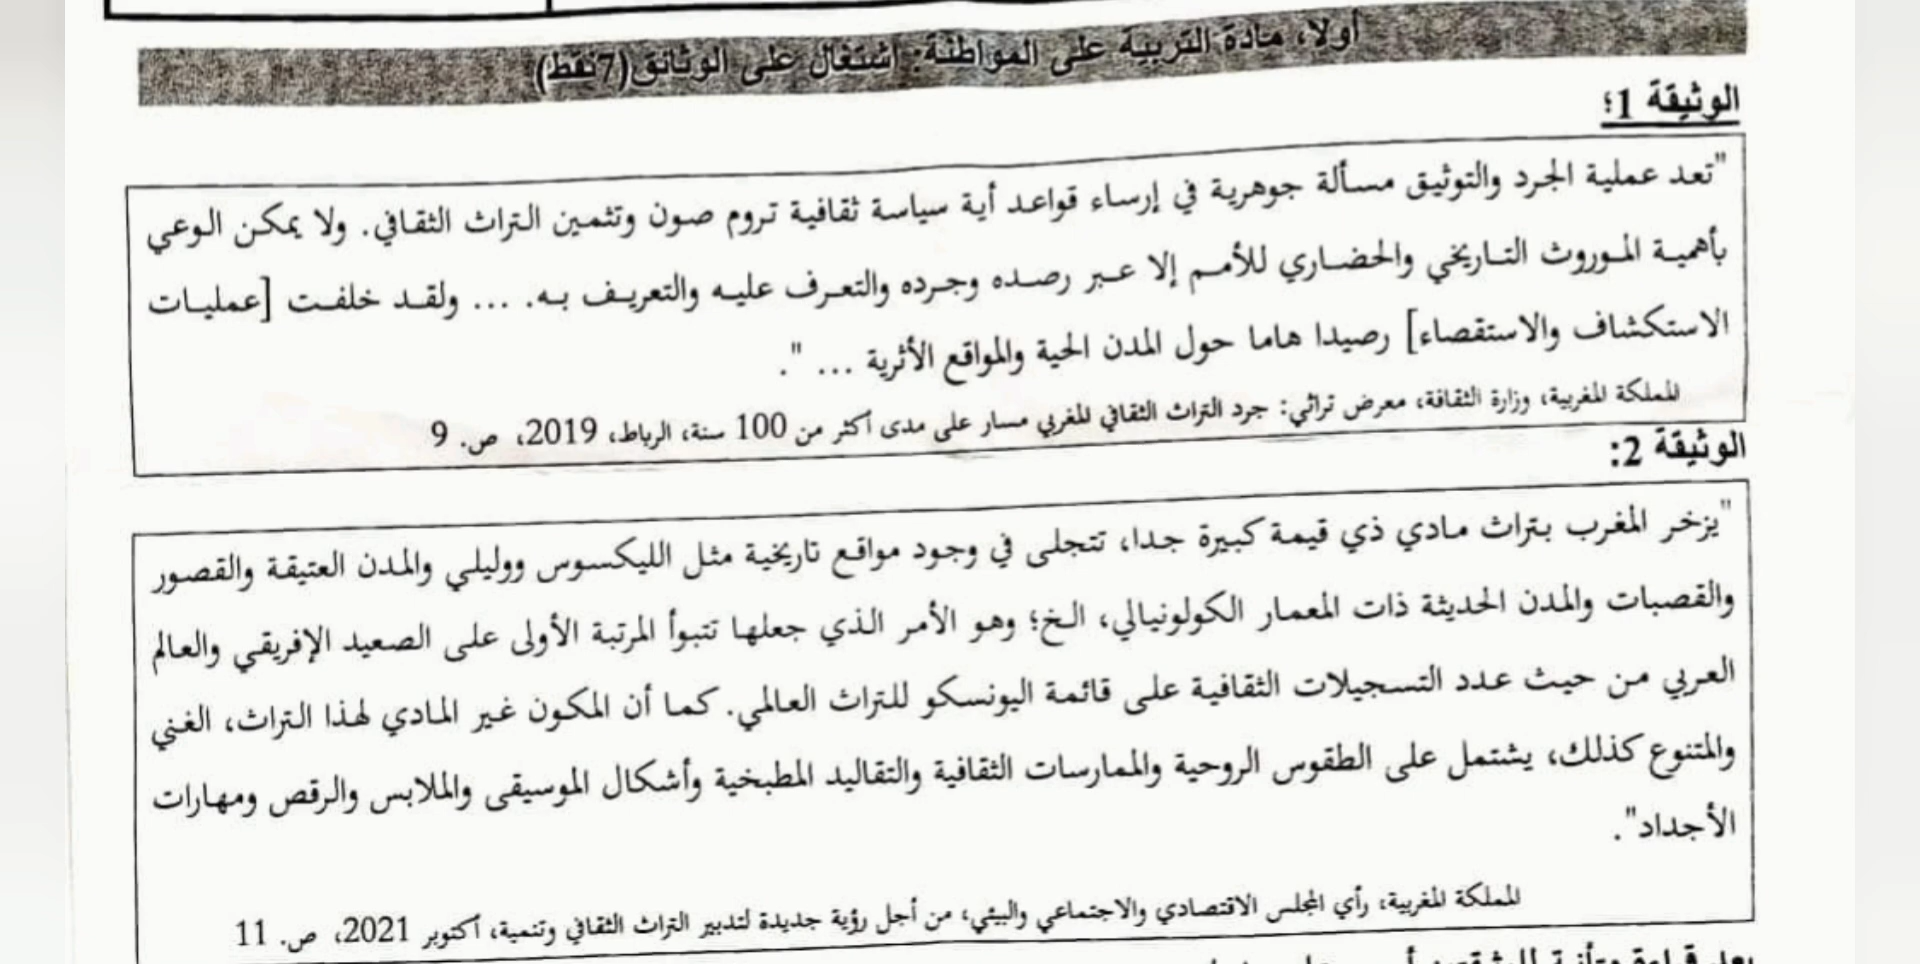 أولا، مادة التربية على المواطنة: اشتغال على الوثائق(7نقط)
الوثيقة 1؛
"تعد عملية الجرد والتوثيق مسألة جوهرية في إرساء قواعد أية سياسة ثقافية تروم صون وتثمين التراث الثقافي. ولا يمكن الوعي
بأهمية الموروث التاريخي والحضاري للأمم إلا عبر رصده وجرده والتعرف عليه والتعريف به. ... ولقد خلفت [عمليات
الاستكشاف والاستقصاء] رصيدا هاما حول المدن الحية والمواقع الأثرية ... ".
المملكة المغربية، وزارة الثقافة، معرض تراثي: جرد التراث الثقافي المغربي مسار على مدى أكثر من 100 سنة، الرباط، 2019، ص. 9
الوثيقة 2:
"يزخر المغرب بتراث مادي ذي قيمة كبيرة جدا، تتجلى في وجود مواقع تاريخية مثل الليكسوس ووليلي والمدن العتيقة والقصور
والقصبات والمدن الحديثة ذات المعمار الكولونيالي، الخ؛ وهو الأمر الذي جعلها تتبوأ المرتبة الأولى على الصعيد الإفريقي والعالم
العربي من حيث عدد التسجيلات الثقافية على قائمة اليونسكو للتراث العالمي. كما أن المكون غير المادي لهذا التراث، الغني
والمتنوع كذلك، يشتمل على الطقوس الروحية والممارسات الثقافية والتقاليد المطبخية وأشكال الموسيقى والملابس والرقص ومهارات
الأجداد".
المملكة المغربية، رأي المجلس الاقتصادي والاجتماعي والبيئي، من أجل رؤية جديدة لتدبير التراث الثقافي وتنمية، أكتوبر 2021، ص. 11